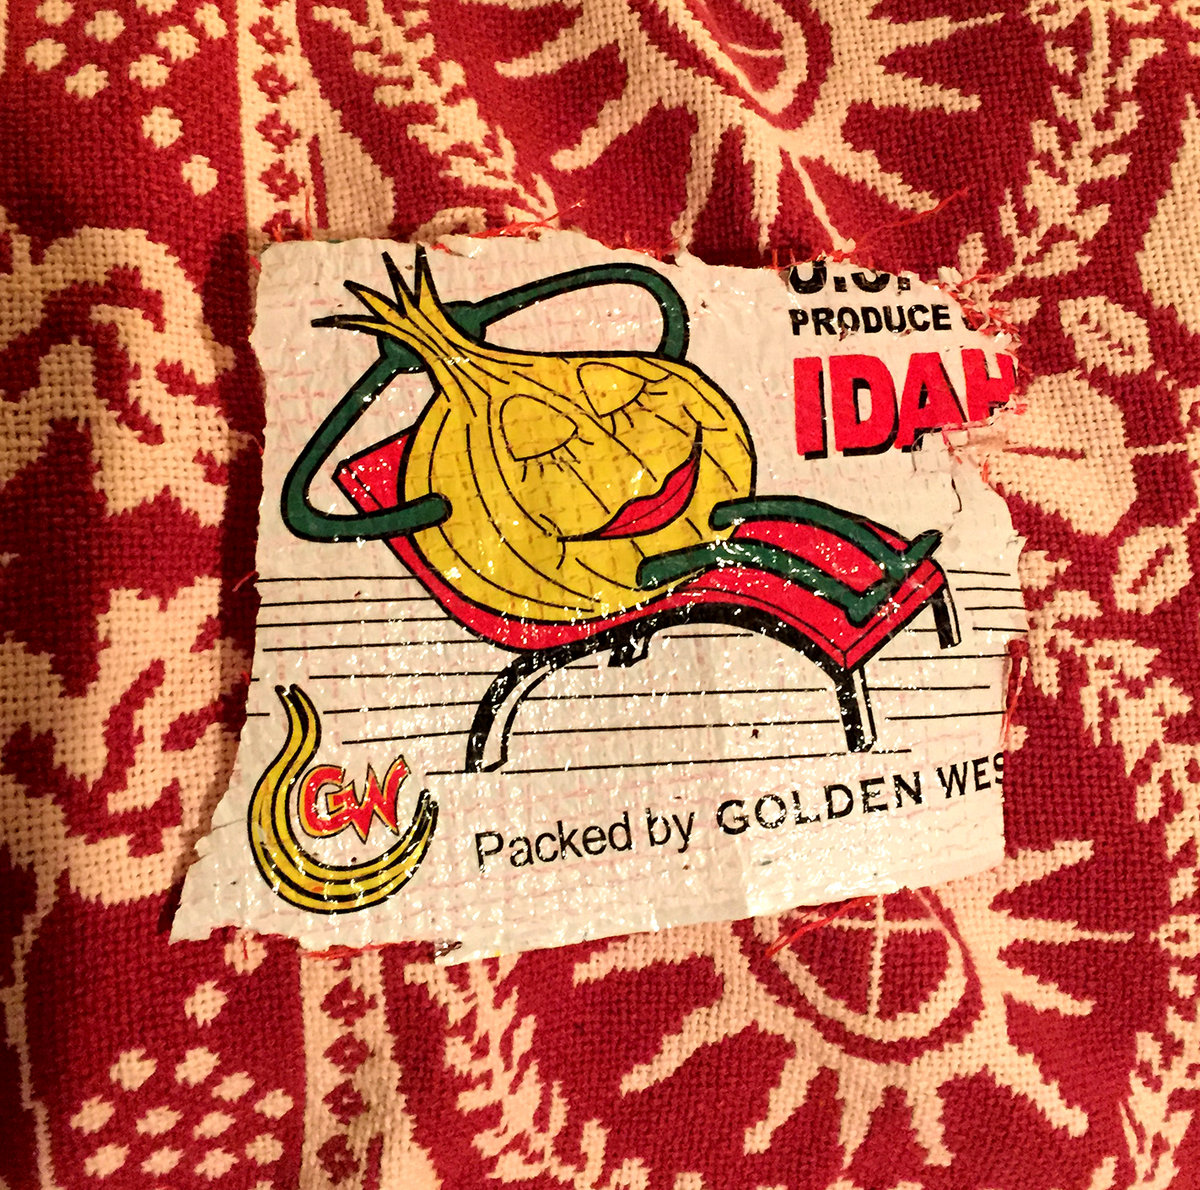 PRODUCE
IDAH
GW
Packed by GOLDEN WES